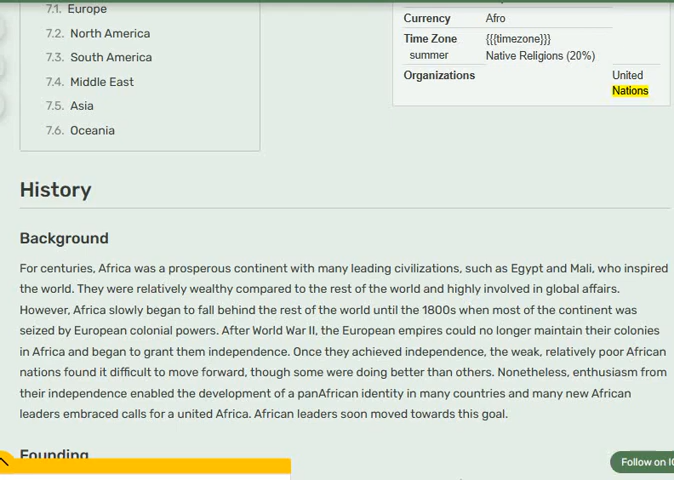 7.1. Europe
7.2. North America
7.3. South America
7.4. Middle East
7.5. Asia
7.6. Oceania
Currency Afro
Time Zone {{{timezone}}}
summer Native Religions (20%)
Organizations United
Nations
History
Background
For centuries, Africa was a prosperous continent with many leading civilizations, such as Egypt and Mali, who inspired
the world. They were relatively wealthy compared to the rest of the world and highly involved in global affairs.
However, Africa slowly began to fall behind the rest of the world until the 1800s when most of the continent was
seized by European colonial powers. After World War II, the European empires could no longer maintain their colonies
in Africa and began to grant them independence. Once they achieved independence, the weak, relatively poor African
nations found it difficult to move forward, though some were doing better than others. Nonetheless, enthusiasm from
their independence enabled the development of a panAfrican identity in many countries and many new African
leaders embraced calls for a united Africa. African leaders soon moved towards this goal.
Founding
Follow on